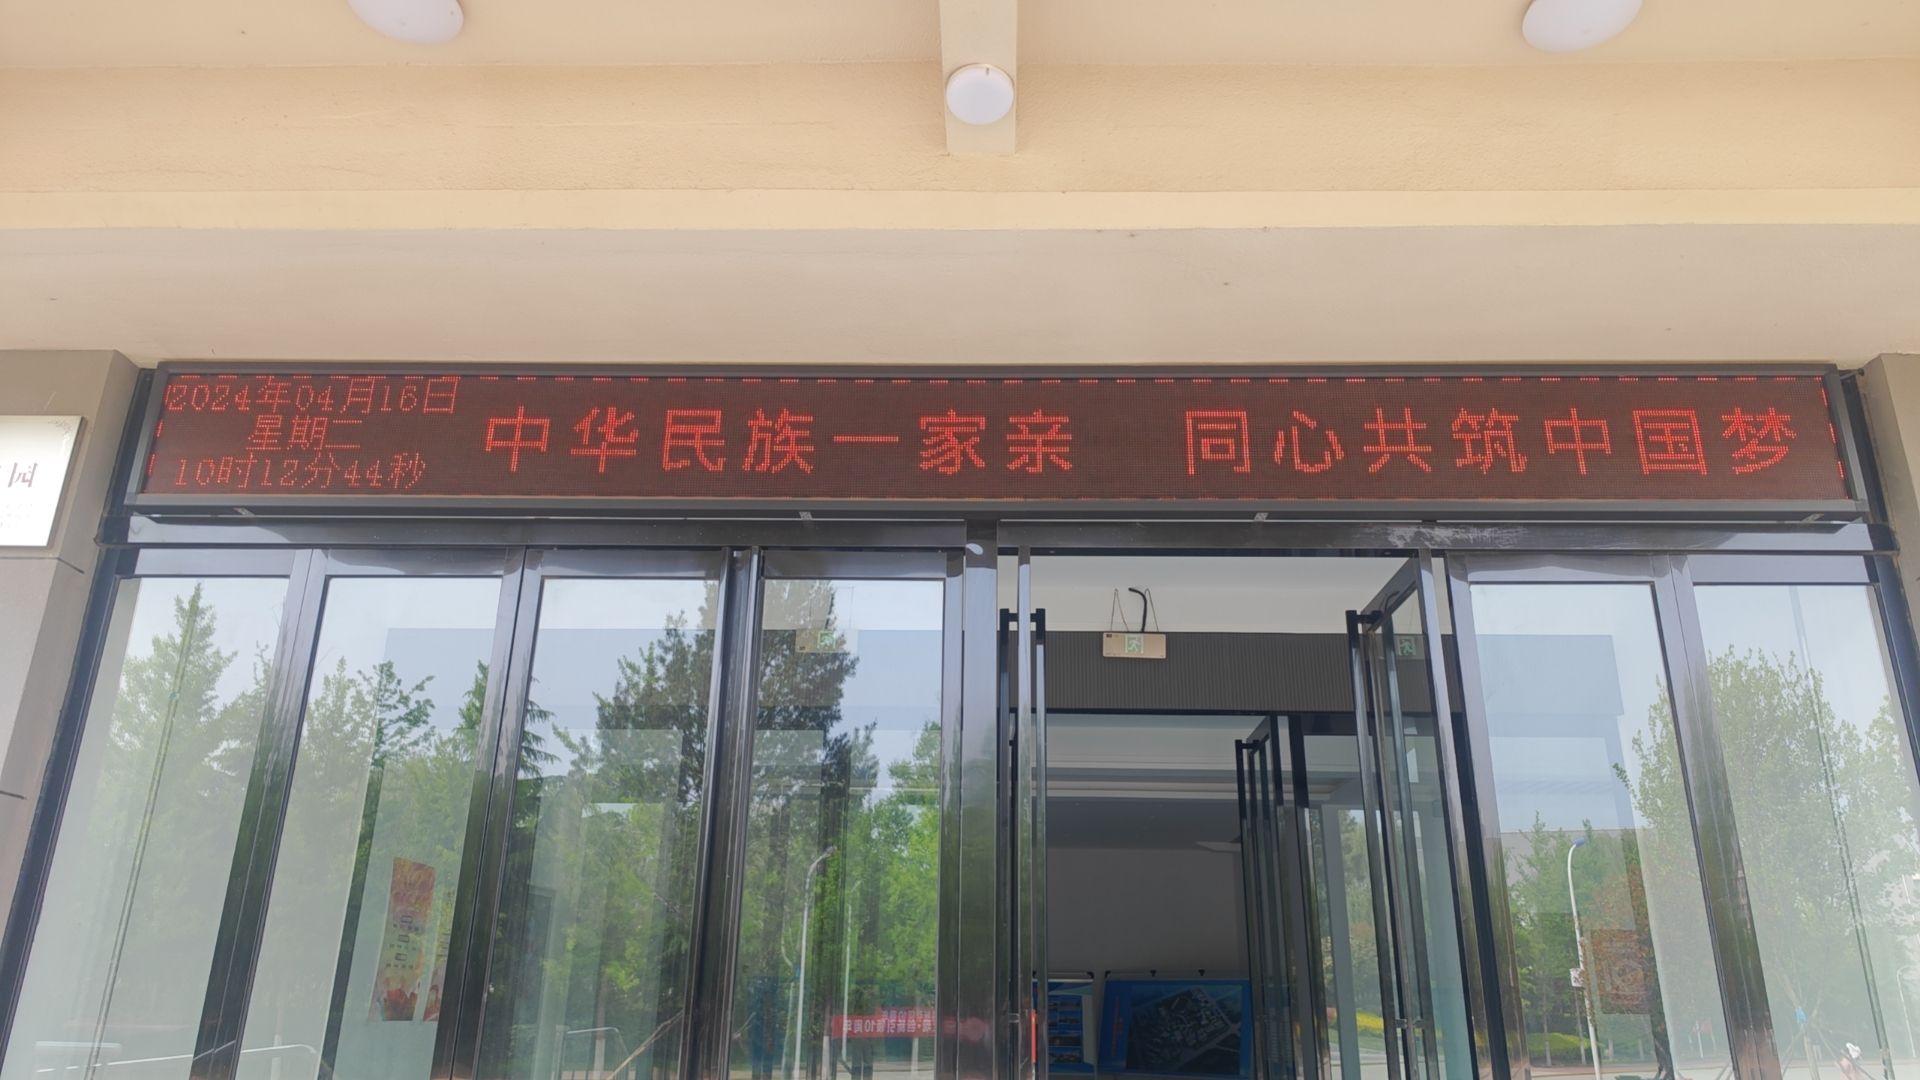 2024年04月16日
星期二
10时12分44秒
中华民族一家亲 同心共筑中国梦
园